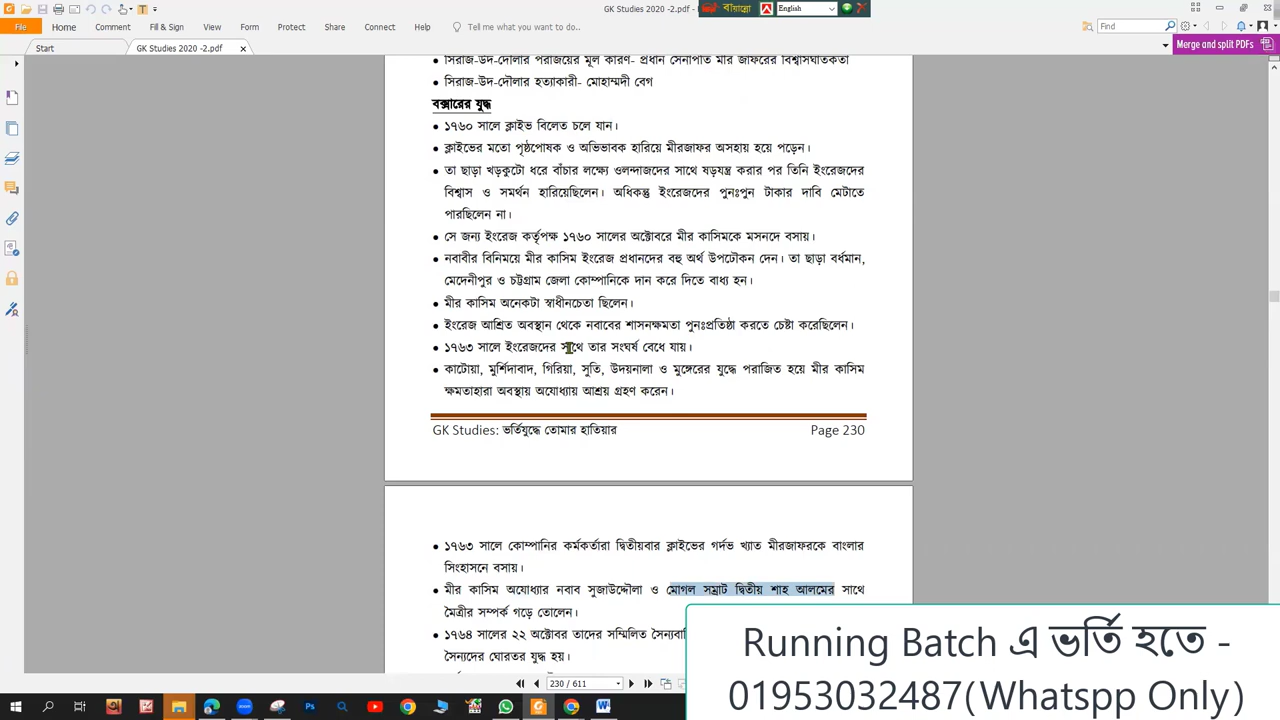 GK Studies 2020 -2.pdf -
বায়ান্নো
English
File Home Comment Fill & Sign View Form Protect Share Connect Help Tell me what you want to do... Find
Start GK Studies 2020 -2.pdf Merge and split PDFs
• সিরাজ-উদ-দৌলার পরাজয়ের মূল কারণ- প্রধান সেনাপতি মীর জাফরের বিশ্বাসঘাতকতা
• সিরাজ-উদ-দৌলার হত্যাকারী- মোহাম্মদী বেগ
বক্সারের যুদ্ধ
• ১৭৬০ সালে ক্লাইভ বিলেত চলে যান।
• ক্লাইভের মতো পৃষ্ঠপোষক ও অভিভাবক হারিয়ে মীরজাফর অসহায় হয়ে পড়েন।
• তা ছাড়া খড়কুটো ধরে বাঁচার লক্ষ্যে ওলন্দাজদের সাথে ষড়যন্ত্র করার পর তিনি ইংরেজদের
বিশ্বাস ও সমর্থন হারিয়েছিলেন। অধিকন্তু ইংরেজদের পুনঃপুন টাকার দাবি মেটাতে
পারছিলেন না।
• সে জন্য ইংরেজ কর্তৃপক্ষ ১৭৬০ সালের অক্টোবরে মীর কাসিমকে মসনদে বসায়।
• নবাবীর বিনিময়ে মীর কাসিম ইংরেজ প্রধানদের বহু অর্থ উপঢৌকন দেন। তা ছাড়া বর্ধমান,
মেদেনীপুর ও চট্টগ্রাম জেলা কোম্পানিকে দান করে দিতে বাধ্য হন।
• মীর কাসিম অনেকটা স্বাধীনচেতা ছিলেন।
• ইংরেজ আশ্রিত অবস্থান থেকে নবাবের শাসনক্ষমতা পুনঃপ্রতিষ্ঠা করতে চেষ্টা করেছিলেন।
• ১৭৬৩ সালে ইংরেজদের সাথে তার সংঘর্ষ বেধে যায়।
• কাটোয়া, মুর্শিদাবাদ, গিরিয়া, সুতি, উদয়নালা ও মুঙ্গেরের যুদ্ধে পরাজিত হয়ে মীর কাসিম
ক্ষমতাহারা অবস্থায় অযোধ্যায় আশ্রয় গ্রহণ করেন।
GK Studies: ভর্তিযুদ্ধে তোমার হাতিয়ার Page 230
• ১৭৬৩ সালে কোম্পানির কর্মকর্তারা দ্বিতীয়বার ক্লাইভের গর্দভ খ্যাত মীরজাফরকে বাংলার
সিংহাসনে বসায়।
• মীর কাসিম অযোধ্যার নবাব সুজাউদ্দৌলা ও মোগল সম্রাট দ্বিতীয় শাহ আলমের সাথে
মৈত্রীর সম্পর্ক গড়ে তোলেন।
• ১৭৬৪ সালের ২২ অক্টোবর তাদের সম্মিলিত
সৈন্যদের ঘোরতর যুদ্ধ হয়।
230 / 611
Running Batch এ ভর্তি হতে -
01953032487(Whatspp Only)